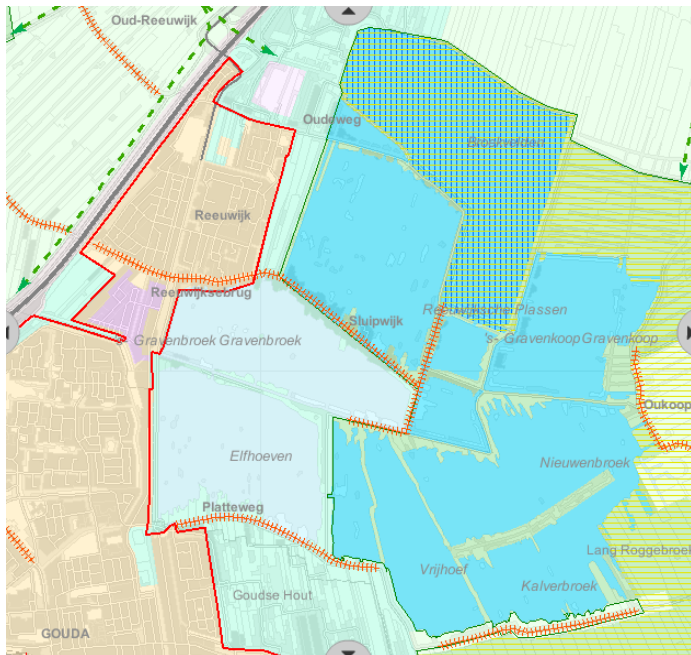 Oud-Reeuwijk
Oudeweg
Broekvelden
Reeuwijk
Reeuwijksebrug
Reeuwijkse Plassen
Sluipwijk
's- Gravenbroek Gravenbroek
's- Gravenkoop Gravenkoop
Oukoop
Elfhoeven
Nieuwenbroek
Platteweg
Lang Roggebroek
Vrijhoef
Kalverbroek
Goudse Hout
GOUDA